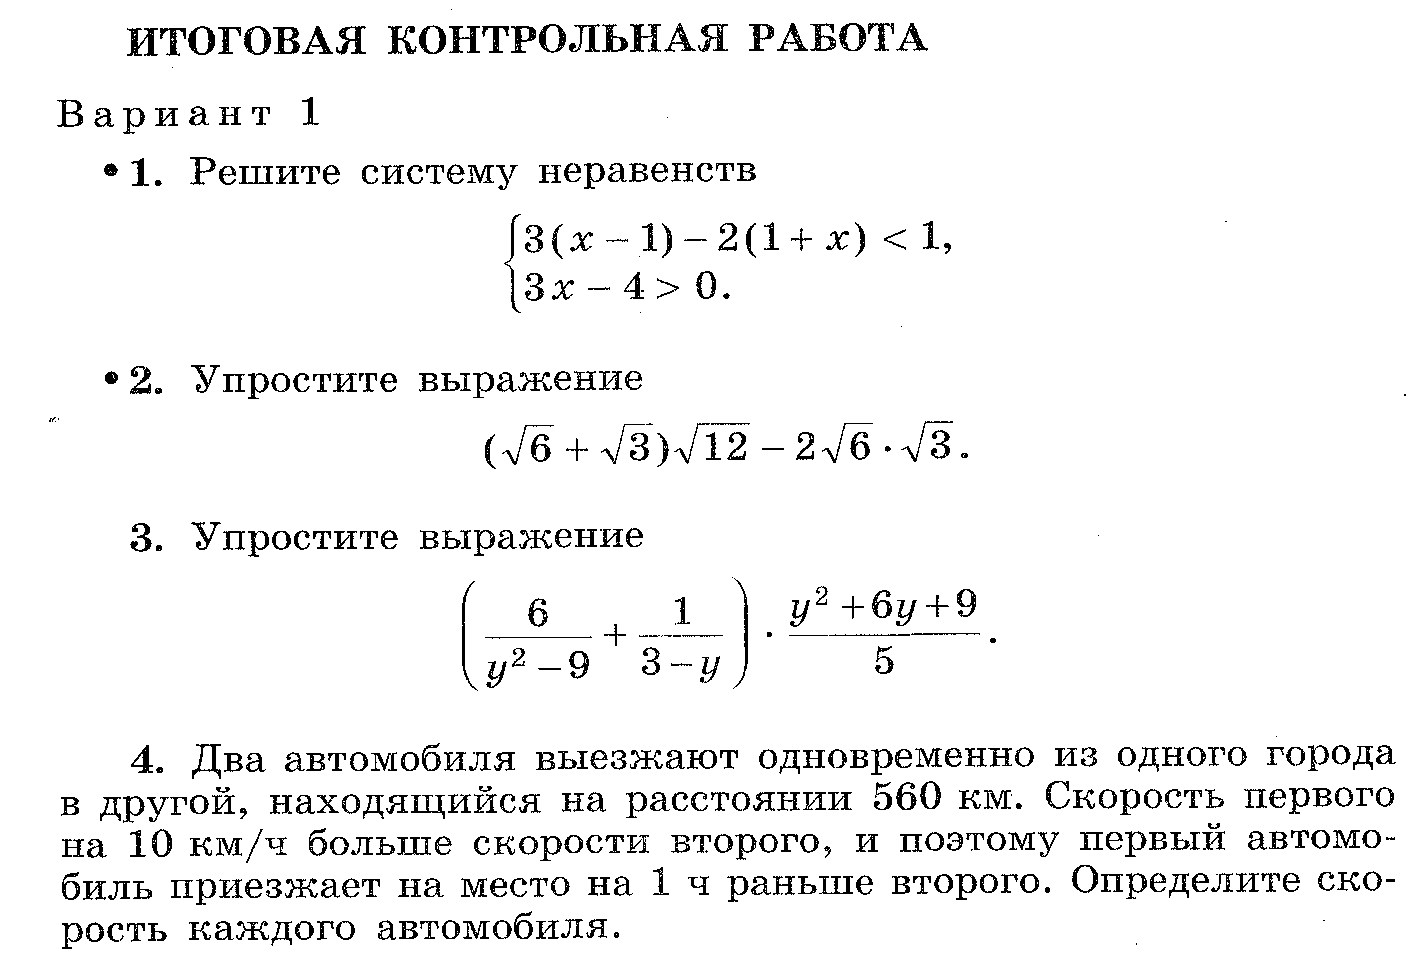 ИТОГОВАЯ КОНТРОЛЬНАЯ РАБОТА
Вариант 1
• 1. Решите систему неравенств
{3(x − 1) − 2(1 + x) < 1,
3x − 4 > 0.
• 2. Упростите выражение
(√6 + √3)√12 − 2√6 · √3.
3. Упростите выражение
(6/(y² − 9) + 1/(3 − y)) · (y² + 6y + 9)/5.
4. Два автомобиля выезжают одновременно из одного города
в другой, находящийся на расстоянии 560 км. Скорость первого
на 10 км/ч больше скорости второго, и поэтому первый автомо-
биль приезжает на место на 1 ч раньше второго. Определите ско-
рость каждого автомобиля.